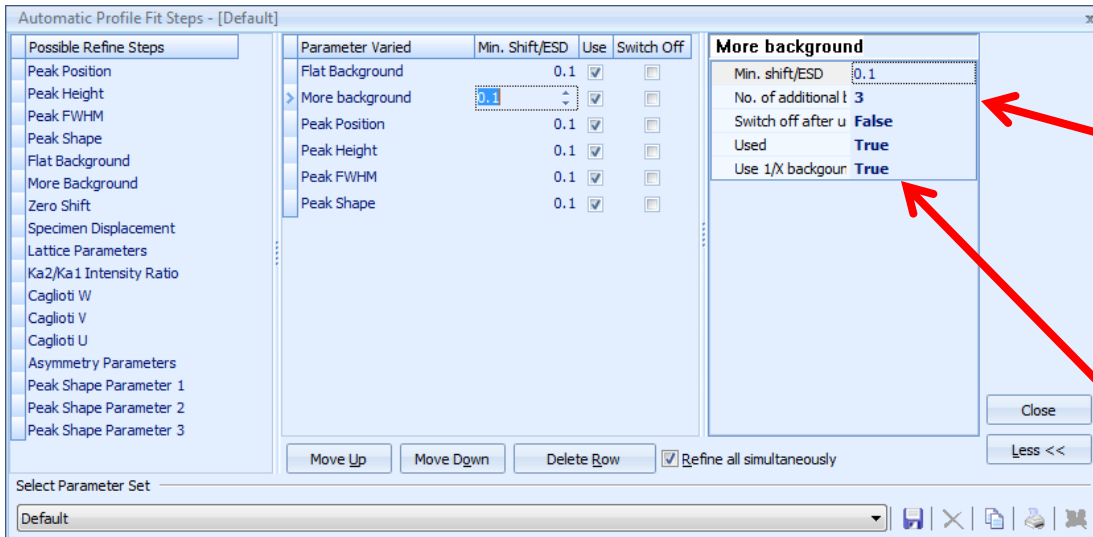 Automatic Profile Fit Steps - [Default]
Possible Refine Steps
Peak Position
Peak Height
Peak FWHM
Peak Shape
Flat Background
More Background
Zero Shift
Specimen Displacement
Lattice Parameters
Ka2/Ka1 Intensity Ratio
Caglioti W
Caglioti V
Caglioti U
Asymmetry Parameters
Peak Shape Parameter 1
Peak Shape Parameter 2
Peak Shape Parameter 3
Parameter Varied Min. Shift/ESD Use Switch Off
Flat Background 0.1
More background 0.1
Peak Position 0.1
Peak Height 0.1
Peak FWHM 0.1
Peak Shape 0.1
More background
Min. shift/ESD 0.1
No. of additional 3
Switch off after u False
Used True
Use 1/X backgoun True
Move Up Move Down Delete Row Refine all simultaneously
Close
Less <<
Select Parameter Set
Default